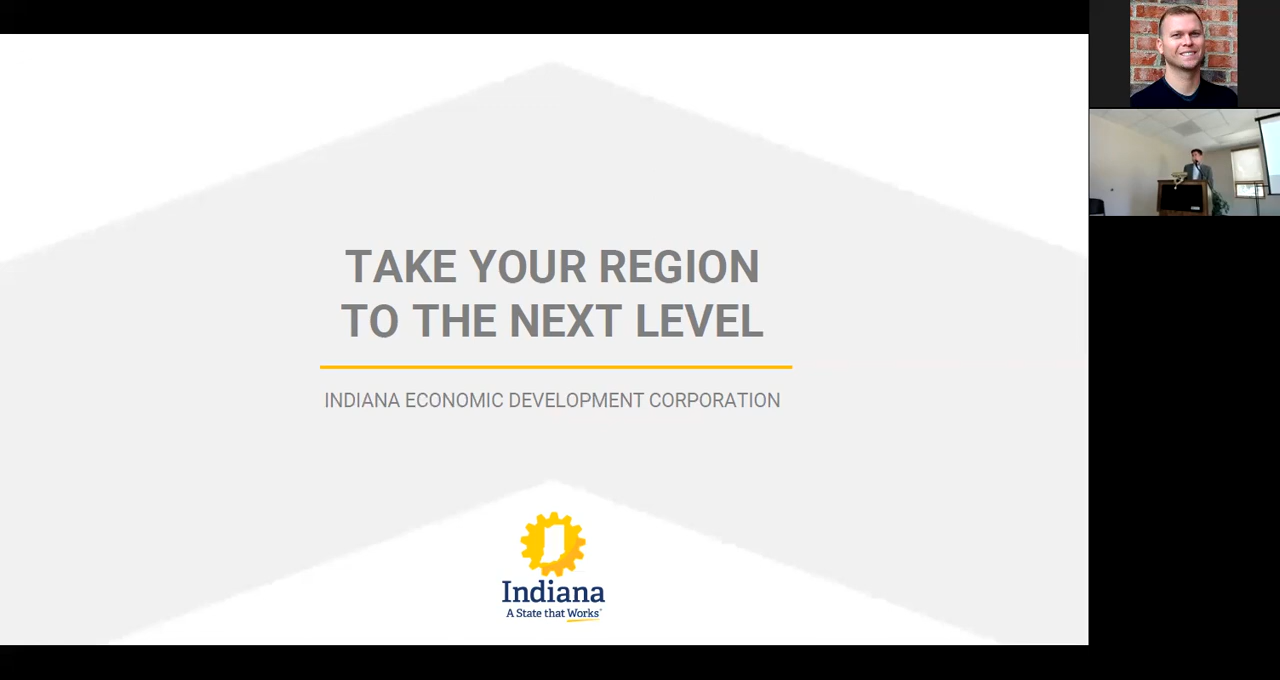 TAKE YOUR REGION
TO THE NEXT LEVEL
INDIANA ECONOMIC DEVELOPMENT CORPORATION
Indiana
A State that Works